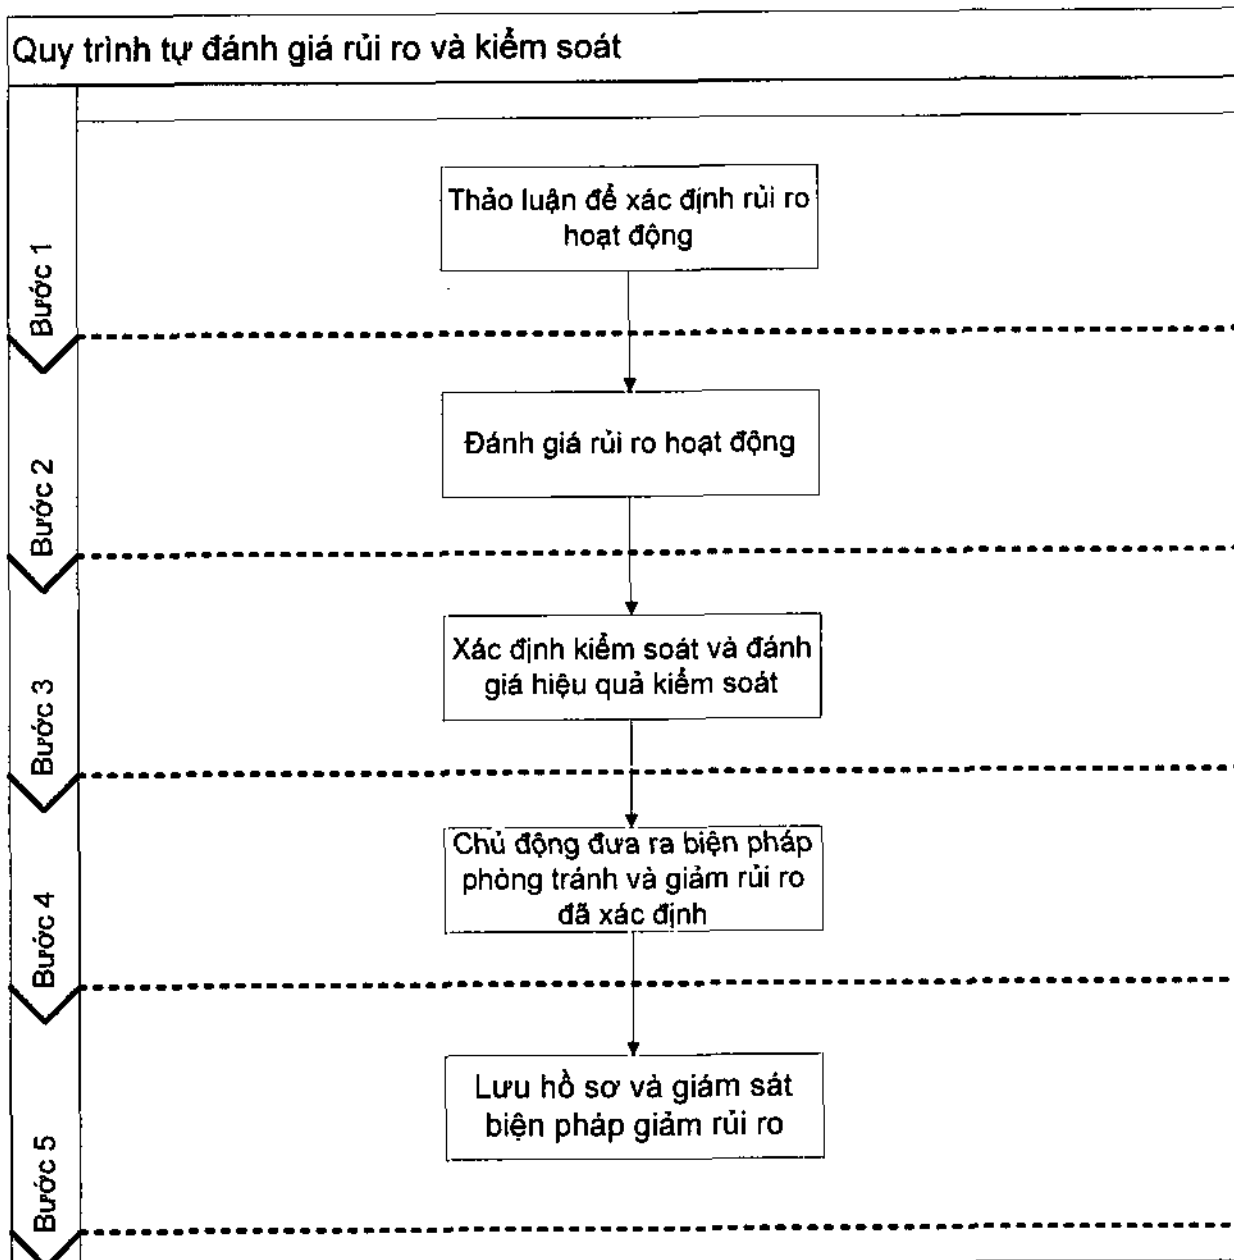 Quy trình tự đánh giá rủi ro và kiểm soát
Bước 1
Thảo luận để xác định rủi ro
hoạt động
Bước 2
Đánh giá rủi ro hoạt động
Bước 3
Xác định kiểm soát và đánh
giá hiệu quả kiểm soát
Bước 4
Chủ động đưa ra biện pháp
phòng tránh và giảm rủi ro
đã xác định
Bước 5
Lưu hồ sơ và giám sát
biện pháp giảm rủi ro